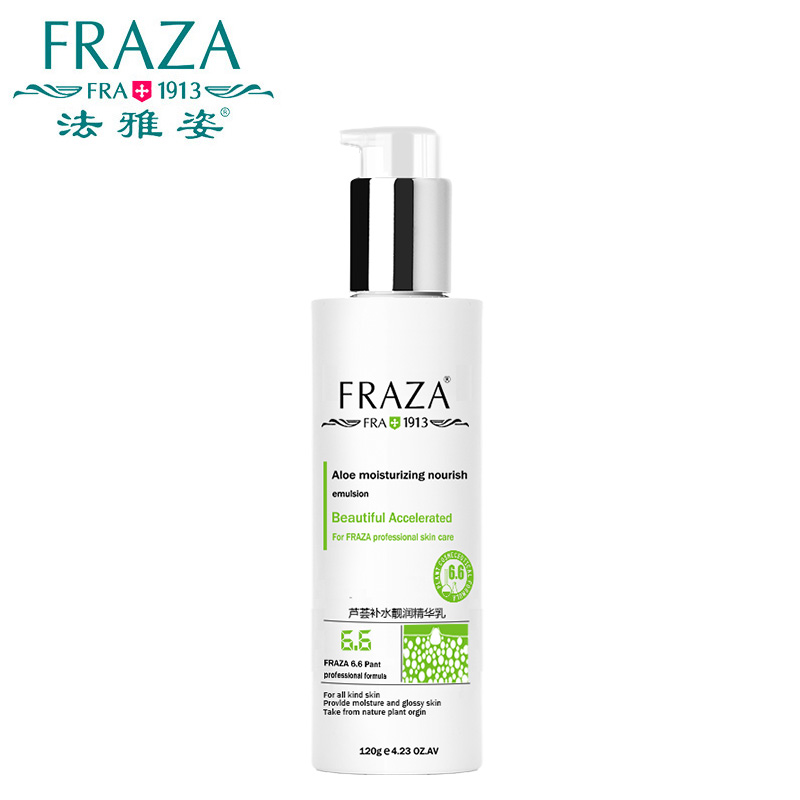 FRAZA
FRA 1913
法雅姿®
FRAZA®
FRA 1913
Aloe moisturizing nourish
emulsion
Beautiful Accelerated
For FRAZA professional skin care
PLANT COSMECEUTICAL FORMULA
6.6
芦荟补水靓润精华乳
6.6
FRAZA 6.6 Pant
professional formula
For all kind skin
Provide moisture and glossy skin
Take from nature plant orgin
120g e 4.23 OZ.AV